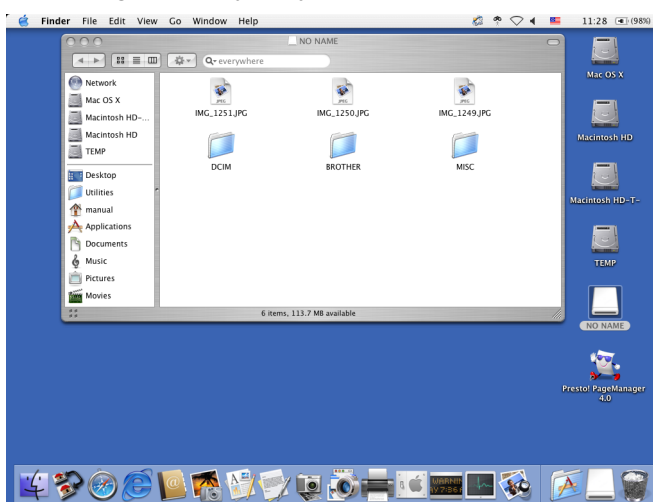 Finder File Edit View Go Window Help 11:28 (98%)
NO NAME
everywhere
Network
Mac OS X
Macintosh HD-...
Macintosh HD
TEMP
Desktop
Utilities
manual
Applications
Documents
Music
Pictures
Movies
JPEG
IMG_1251.JPG
JPEG
IMG_1250.JPG
JPEG
IMG_1249.JPG
DCIM
BROTHER
MISC
6 items, 113.7 MB available
Mac OS X
Macintosh HD
Macintosh HD-T-
TEMP
NO NAME
Presto! PageManager
4.0